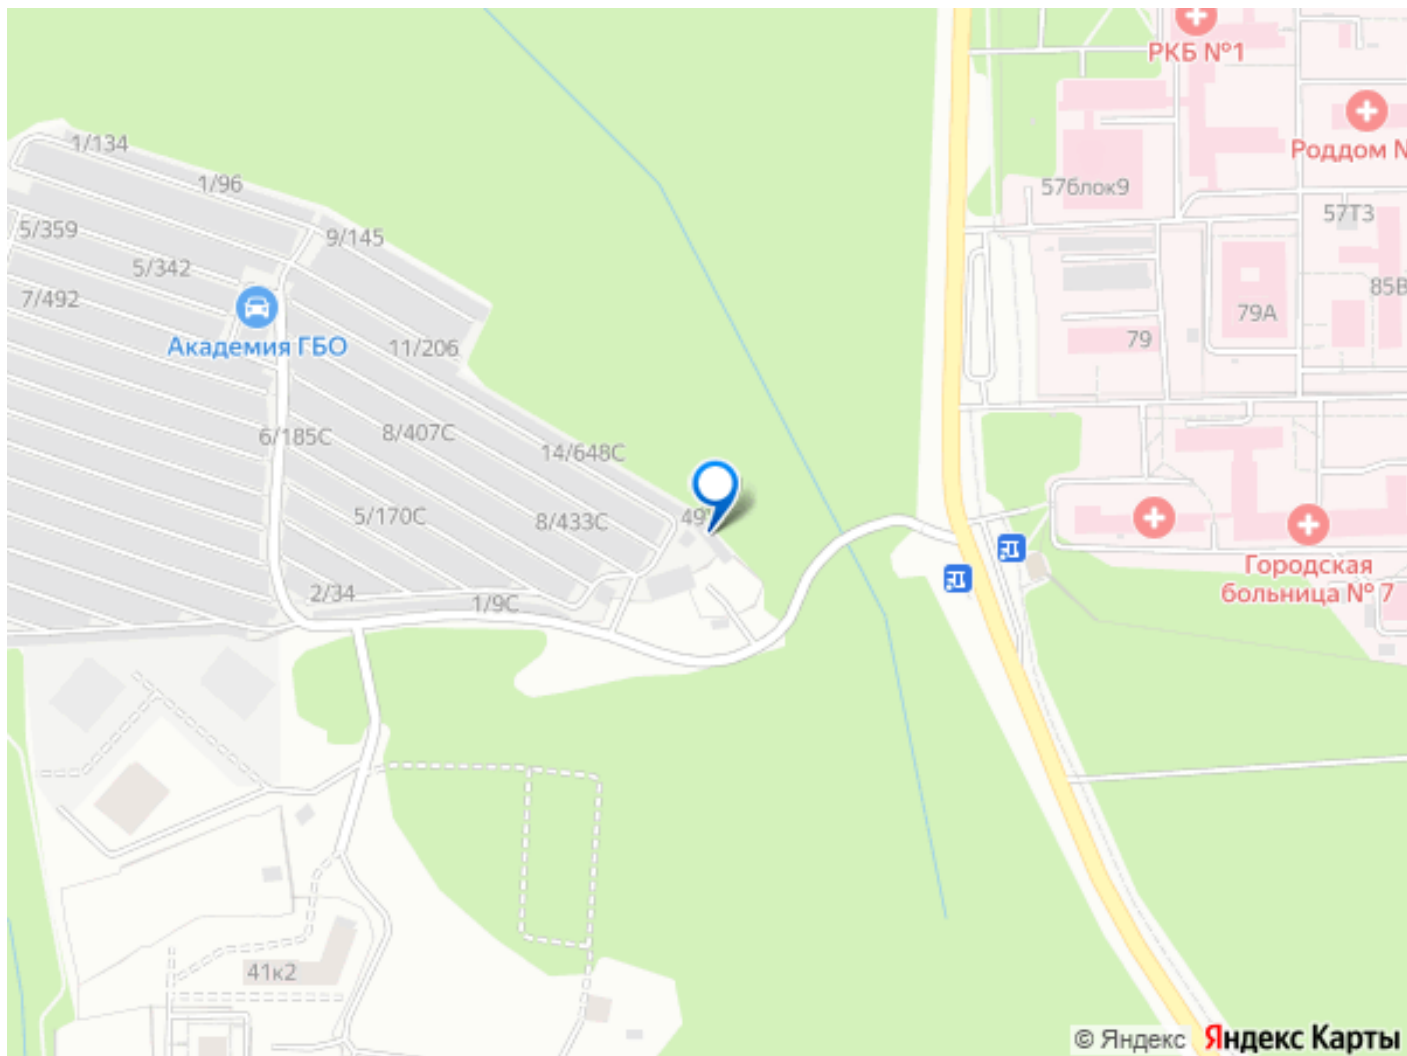 РКБ №1
Роддом №
1/134
1/96
57блок9
57Т3
5/359
9/145
5/342
7/492
85В
79А
79
Академия ГБО
11/206
6/185С
8/407С
14/648С
5/170С
8/433С
2/34
1/9С
Городская
больница № 7
41к2
© Яндекс Яндекс Карты